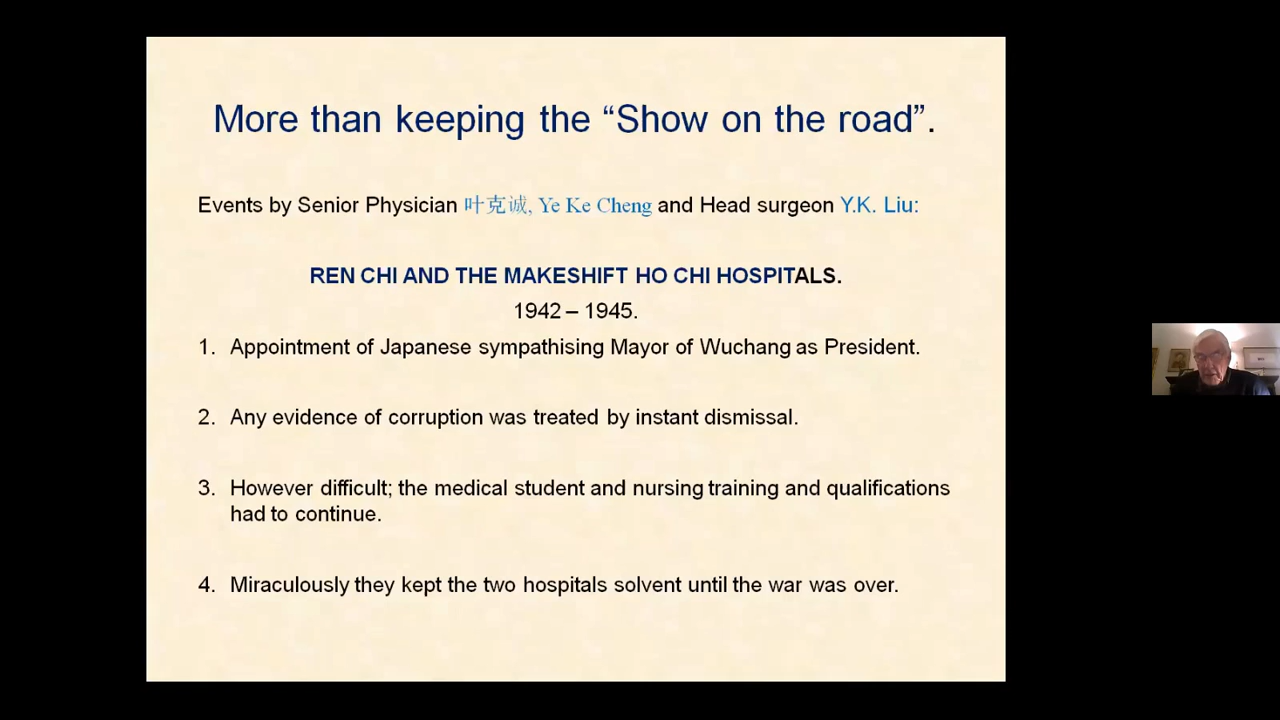 More than keeping the “Show on the road”.
Events by Senior Physician 叶克诚, Ye Ke Cheng and Head surgeon Y.K. Liu:
REN CHI AND THE MAKESHIFT HO CHI HOSPITALS.
1942 – 1945.
1. Appointment of Japanese sympathising Mayor of Wuchang as President.
2. Any evidence of corruption was treated by instant dismissal.
3. However difficult; the medical student and nursing training and qualifications
had to continue.
4. Miraculously they kept the two hospitals solvent until the war was over.